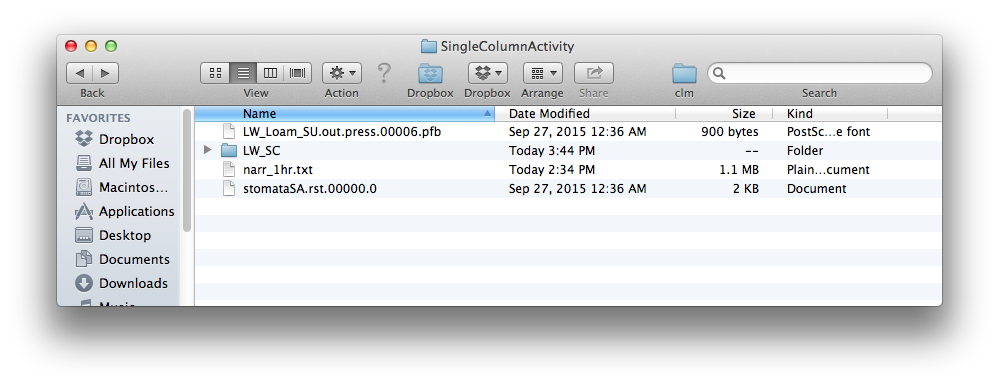 SingleColumnActivity
Back View Action Dropbox Dropbox Arrange Share clm Search
FAVORITES
Dropbox
All My Files
Macintos...
Applications
Desktop
Documents
Downloads
Music
Name Date Modified Size Kind
LW_Loam_SU.out.press.00006.pfb Sep 27, 2015 12:36 AM 900 bytes PostSc...e font
LW_SC Today 3:44 PM -- Folder
narr_1hr.txt Today 2:34 PM 1.1 MB Plain...cument
stomataSA.rst.00000.0 Sep 27, 2015 12:36 AM 2 KB Document